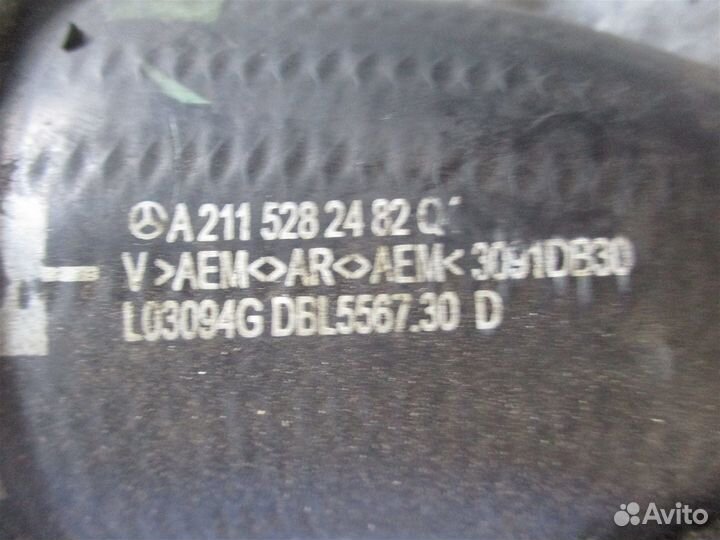 A 211 528 24 82
V >AEM<>AR<>AEM< 3091DB30
L03094G DBL5567.30 D
Avito